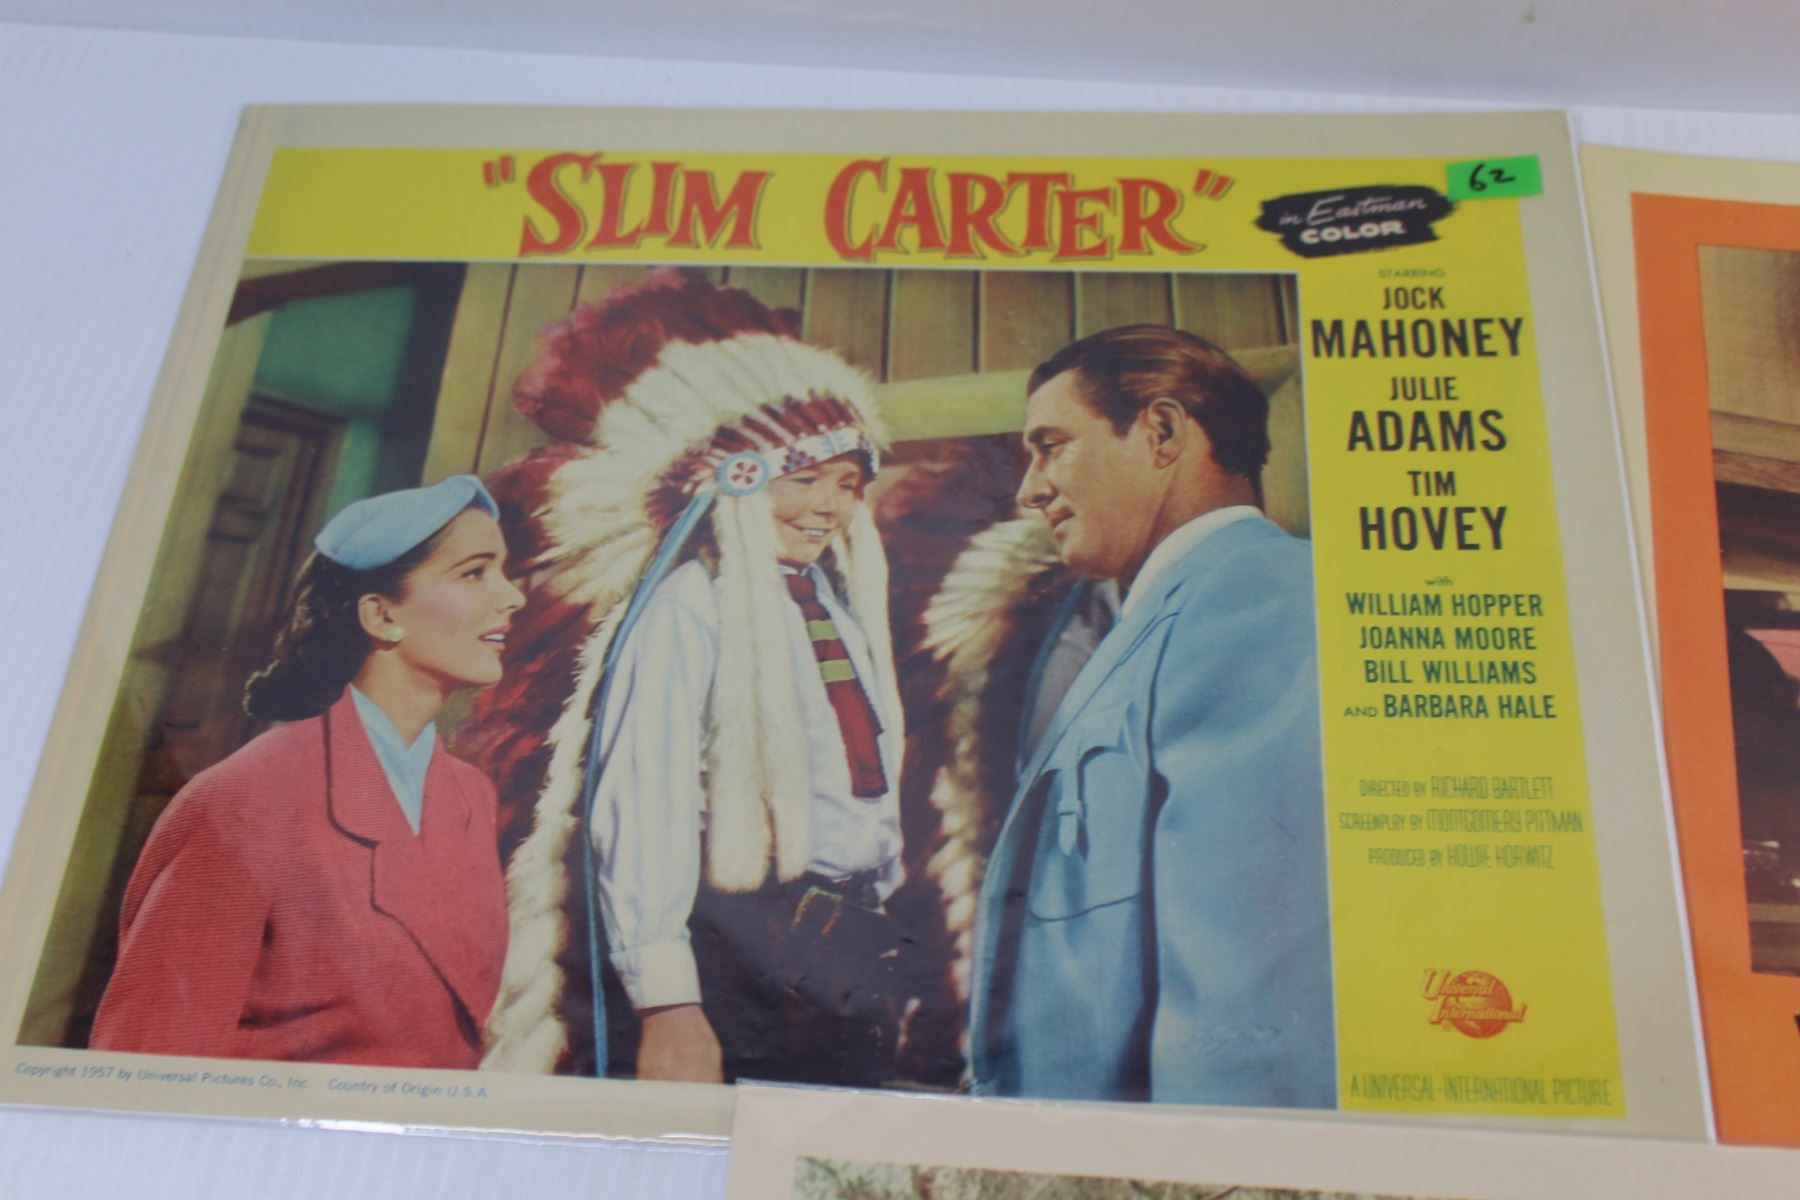 "SLIM CARTER"
in Eastman
COLOR
62
STARRING
JOCK
MAHONEY
JULIE
ADAMS
TIM
HOVEY
with
WILLIAM HOPPER
JOANNA MOORE
BILL WILLIAMS
AND BARBARA HALE
DIRECTED BY RICHARD BARTLETT
SCREENPLAY BY MONTGOMERY PITTMAN
PRODUCED BY HOWIE HORWITZ
Universal
International
A UNIVERSAL-INTERNATIONAL PICTURE
Copyright 1957 by Universal Pictures Co., Inc. Country of Origin U.S.A.